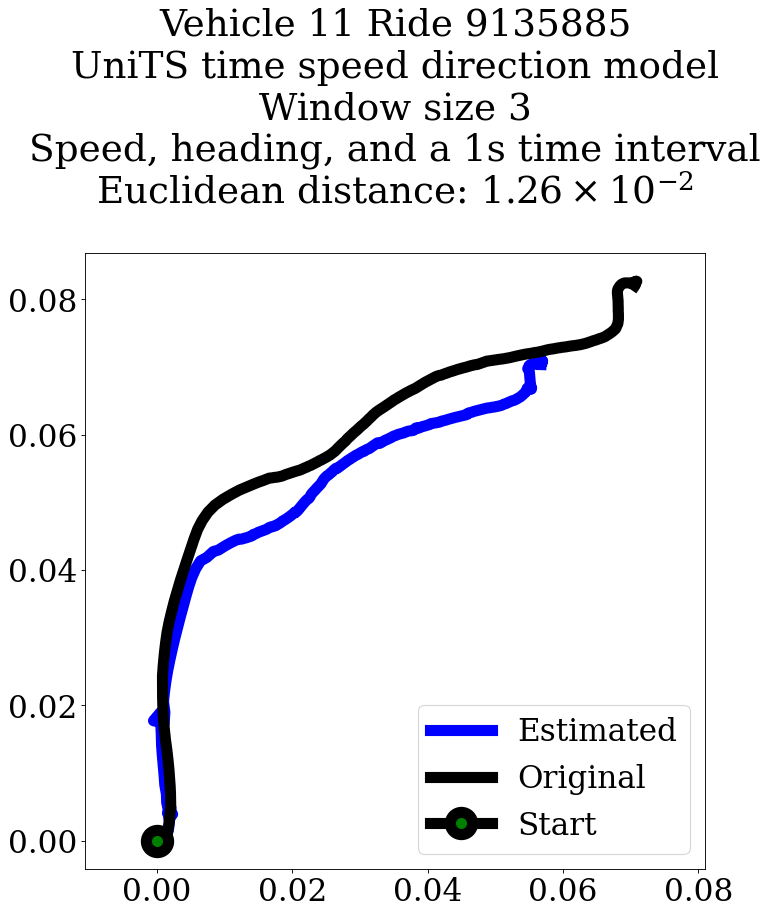 Vehicle 11 Ride 9135885
UniTS time speed direction model
Window size 3
Speed, heading, and a 1s time interval
Euclidean distance: 1.26 × 10⁻²
0.08
0.06
0.04
0.02
0.00
Estimated
Original
Start
0.00 0.02 0.04 0.06 0.08